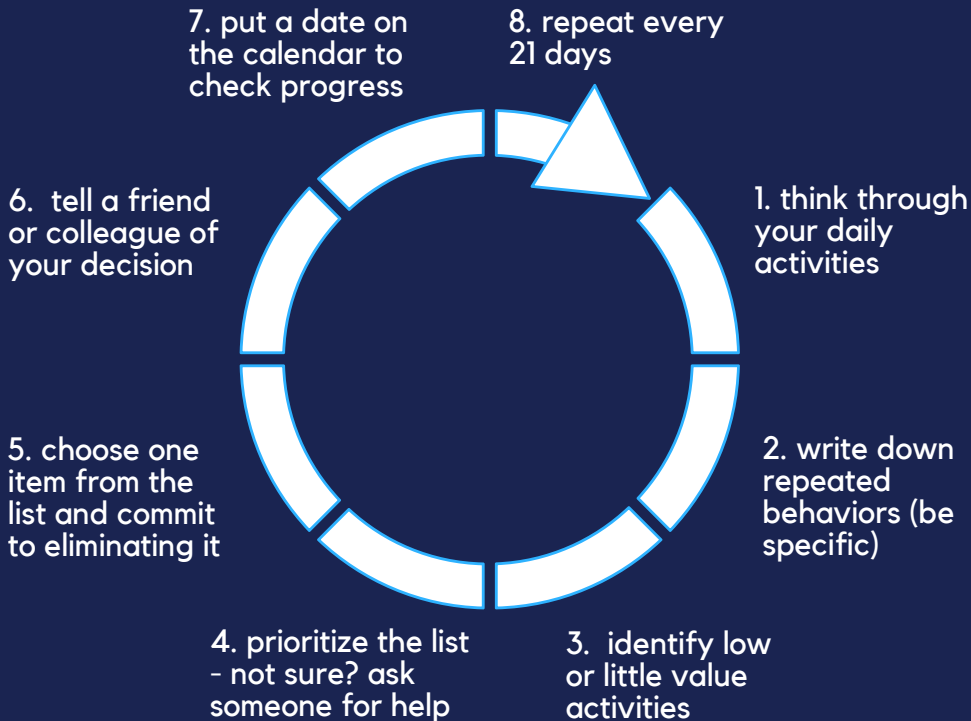 1. think through
your daily
activities
2. write down
repeated
behaviors (be
specific)
3. identify low
or little value
activities
4. prioritize the list
- not sure? ask
someone for help
5. choose one
item from the
list and commit
to eliminating it
6. tell a friend
or colleague of
your decision
7. put a date on
the calendar to
check progress
8. repeat every
21 days